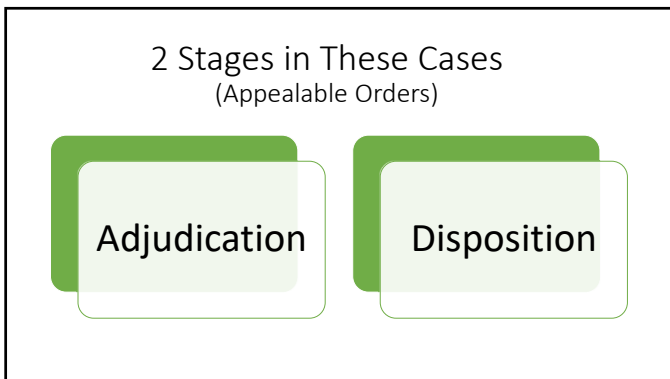 2 Stages in These Cases
(Appealable Orders)
Adjudication
Disposition